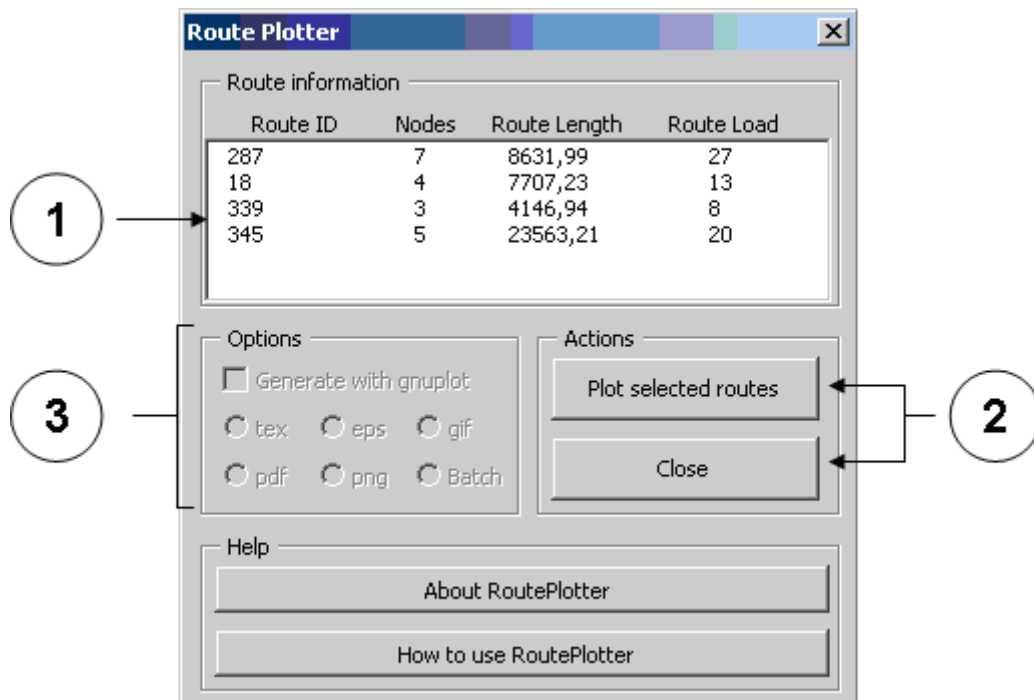 Route Plotter
Route information
Route ID Nodes Route Length Route Load
287 7 8631,99 27
18 4 7707,23 13
339 3 4146,94 8
345 5 23563,21 20
1
Options
Generate with gnuplot
tex eps gif
pdf png Batch
3
Actions
Plot selected routes
Close
2
Help
About RoutePlotter
How to use RoutePlotter